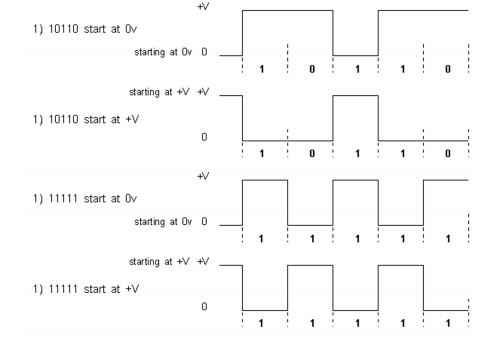 +V
1) 10110 start at 0v
starting at 0v 0
1 0 1 1 0
starting at +V +V
1) 10110 start at +V
0
1 0 1 1 0
+V
1) 11111 start at 0v
starting at 0v 0
1 1 1 1 1
starting at +V +V
1) 11111 start at +V
0
1 1 1 1 1